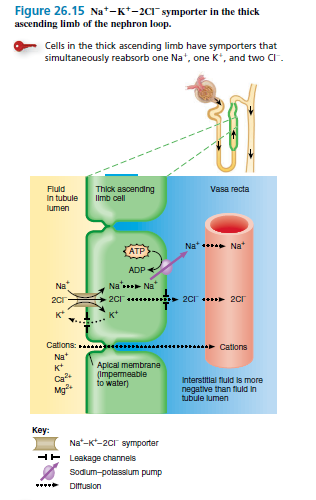 Figure 26.15 Na⁺–K⁺–2Cl⁻ symporter in the thick
ascending limb of the nephron loop.
Cells in the thick ascending limb have symporters that
simultaneously reabsorb one Na⁺, one K⁺, and two Cl⁻.
Fluid
in tubule
lumen
Thick ascending
limb cell
Vasa recta
ATP
ADP
Na⁺
Na⁺
Na⁺
Na⁺
Na⁺
2Cl⁻
2Cl⁻
2Cl⁻
2Cl⁻
K⁺
K⁺
Cations:
Na⁺
K⁺
Ca²⁺
Mg²⁺
Cations
Apical membrane
(impermeable
to water)
Interstitial fluid is more
negative than fluid in
tubule lumen
Key:
Na⁺–K⁺–2Cl⁻ symporter
Leakage channels
Sodium–potassium pump
Diffusion